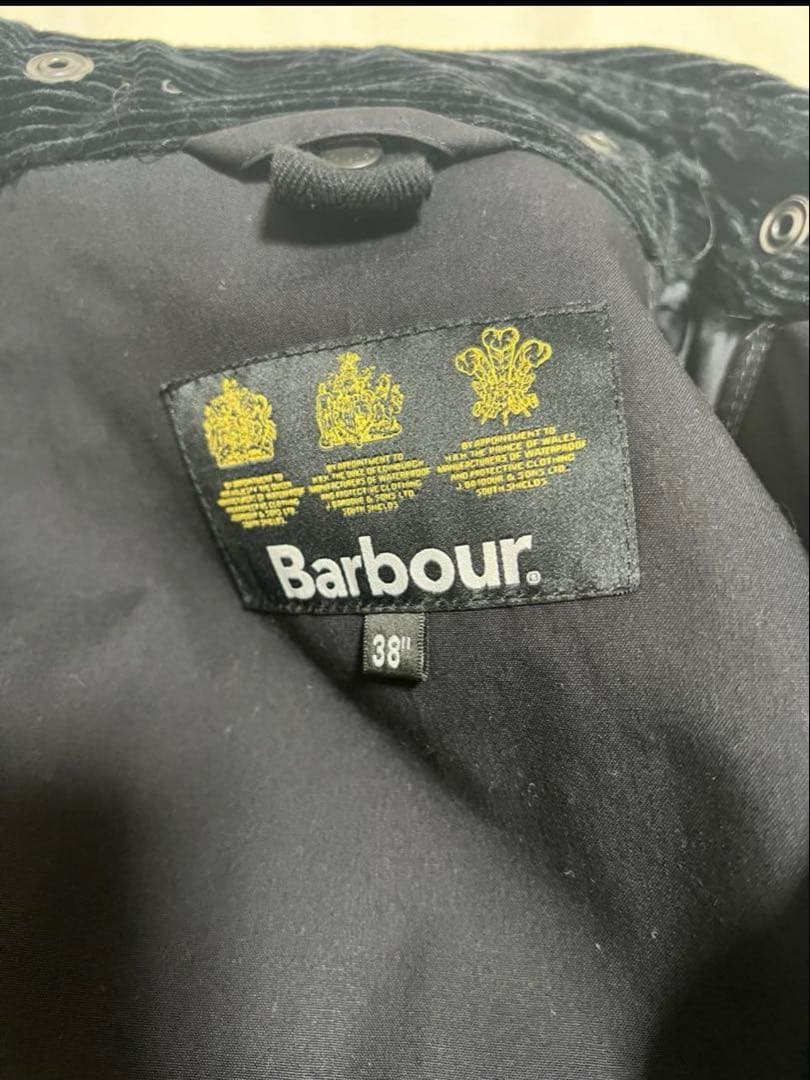 BY APPOINTMENT TO
H.R.H. THE DUKE OF EDINBURGH
MANUFACTURERS OF WATERPROOF
AND PROTECTIVE CLOTHING
J. BARBOUR & SONS LTD.
SOUTH SHIELDS
BY APPOINTMENT TO
H.R.H. THE PRINCE OF WALES
MANUFACTURERS OF WATERPROOF
AND PROTECTIVE CLOTHING
J. BARBOUR & SONS LTD.
SOUTH SHIELDS
Barbour®
38"